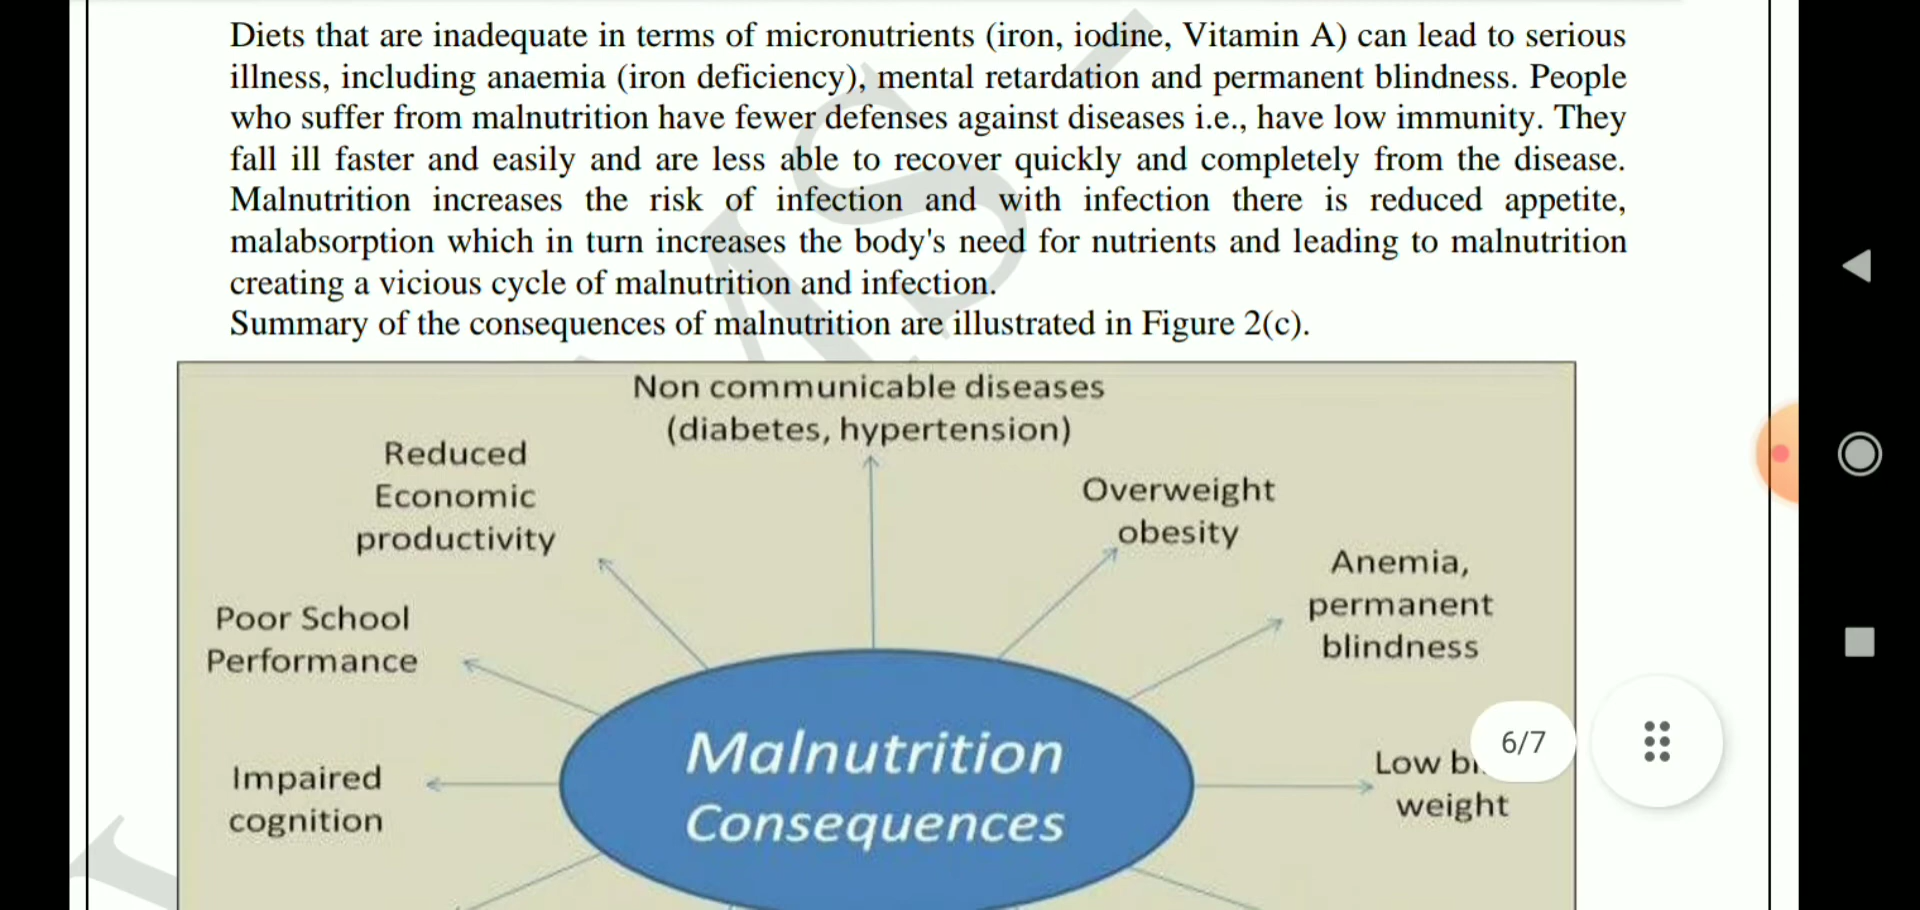 Diets that are inadequate in terms of micronutrients (iron, iodine, Vitamin A) can lead to serious
illness, including anaemia (iron deficiency), mental retardation and permanent blindness. People
who suffer from malnutrition have fewer defenses against diseases i.e., have low immunity. They
fall ill faster and easily and are less able to recover quickly and completely from the disease.
Malnutrition increases the risk of infection and with infection there is reduced appetite,
malabsorption which in turn increases the body's need for nutrients and leading to malnutrition
creating a vicious cycle of malnutrition and infection.
Summary of the consequences of malnutrition are illustrated in Figure 2(c).
Non communicable diseases
(diabetes, hypertension)
Reduced
Economic
productivity
Overweight
obesity
Anemia,
permanent
blindness
Poor School
Performance
Malnutrition
Consequences
Impaired
cognition
Low
weight
6/7